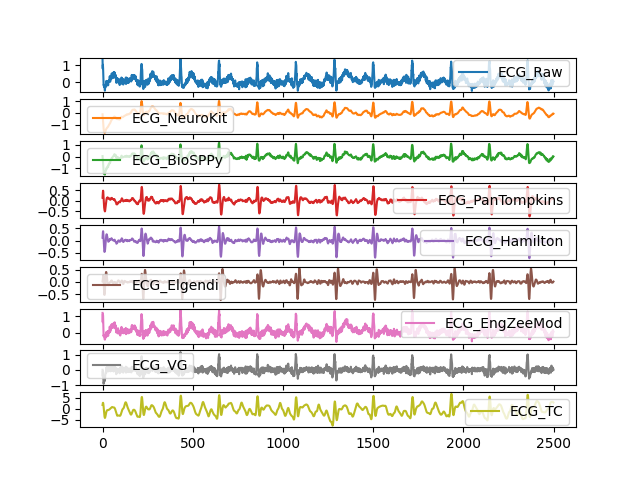 1
0
ECG_Raw
1
0
−1
ECG_NeuroKit
1
0
−1
ECG_BioSPPy
0.5
0.0
−0.5
ECG_PanTompkins
0.5
0.0
−0.5
ECG_Hamilton
0.5
0.0
−0.5
ECG_Elgendi
1
0
ECG_EngZeeMod
1
0
−1
ECG_VG
5
0
−5
ECG_TC
0 500 1000 1500 2000 2500